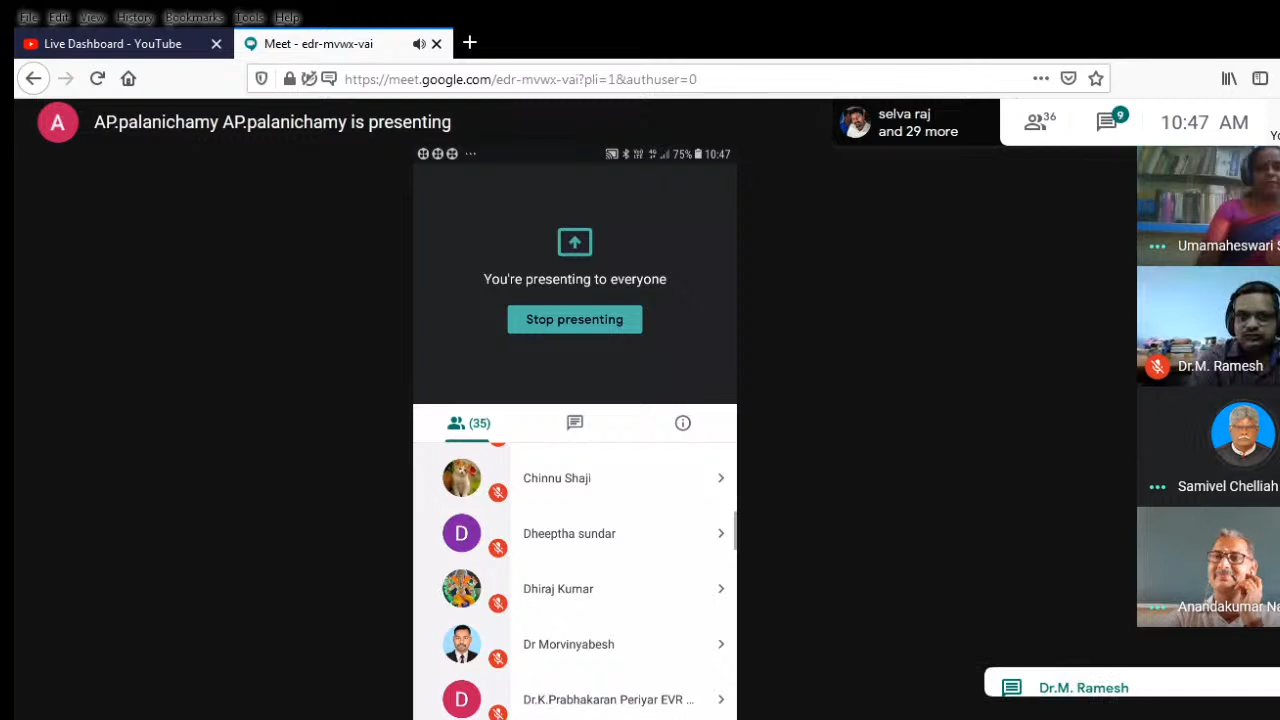 File Edit View History Bookmarks Tools Help
Live Dashboard - YouTube
Meet - edr-mvwx-vai
https://meet.google.com/edr-mvwx-vai?pli=1&authuser=0
A
AP.palanichamy AP.palanichamy is presenting
selva raj
and 29 more
36
9
10:47 AM
75% 10:47
You're presenting to everyone
Stop presenting
(35)
Chinnu Shaji
D
Dheeptha sundar
Dhiraj Kumar
Dr Morvinyabesh
D
Dr.K.Prabhakaran Periyar EVR ...
Umamaheswari S
Dr.M. Ramesh
Samivel Chelliah
Anandakumar Na
Dr.M. Ramesh